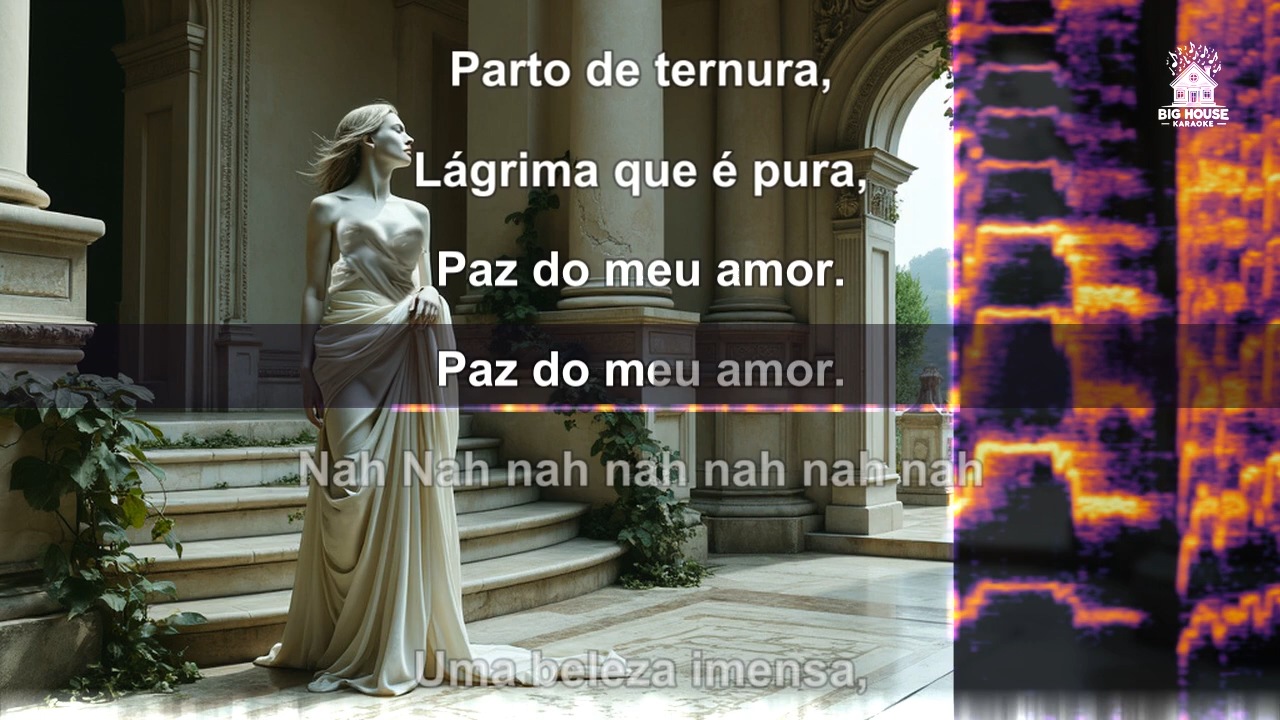 Parto de ternura,
Lágrima que é pura,
Paz do meu amor.
Paz do meu amor.
Nah Nah nah nah nah nah nah
Uma beleza imensa,
BIG HOUSE
KARAOKE